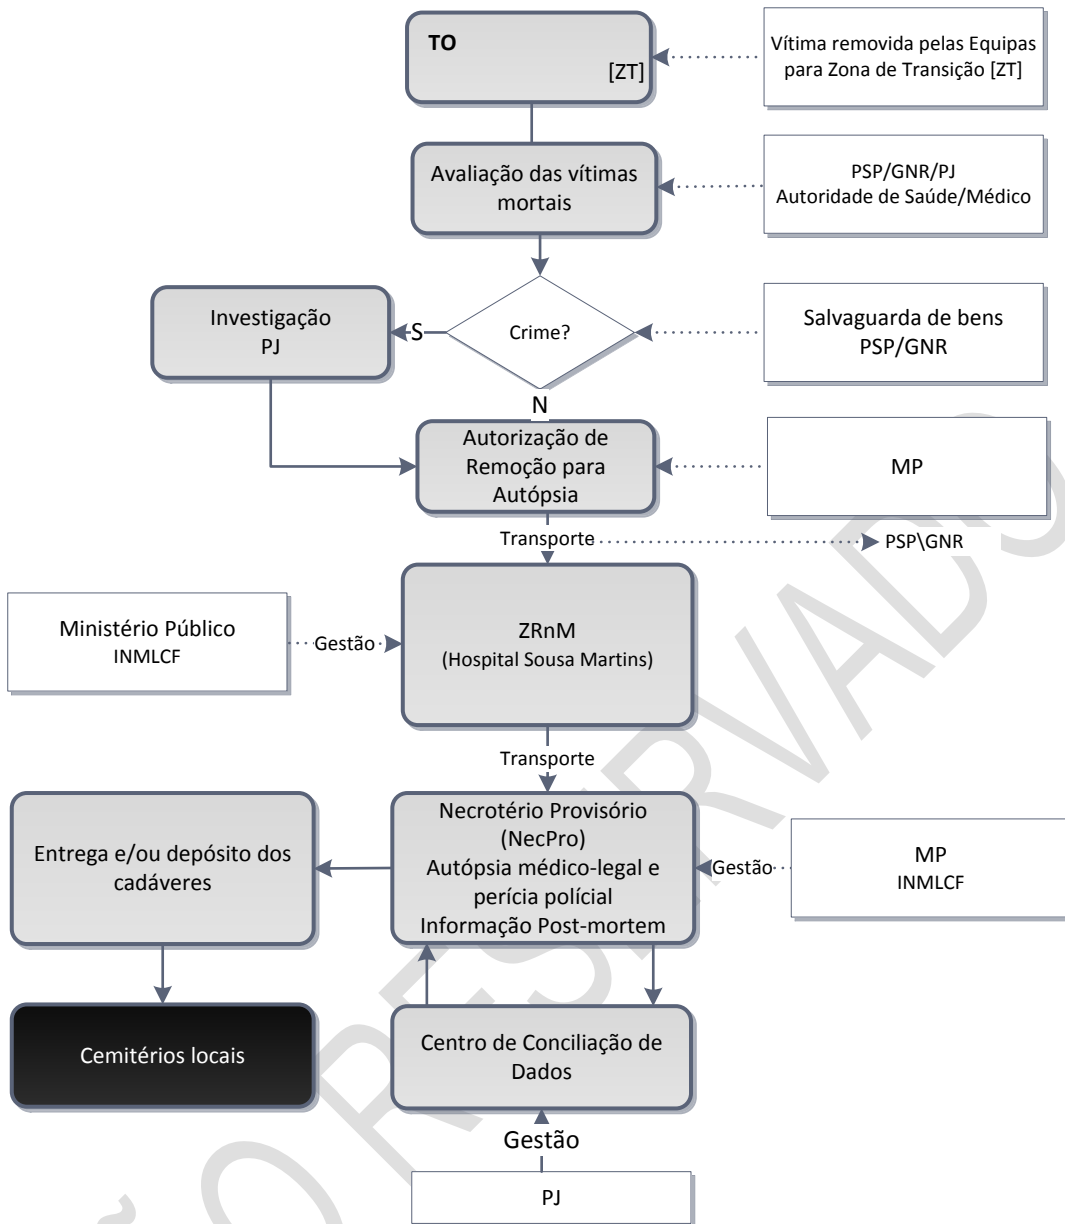 TO
[ZT]
Vítima removida pelas Equipas
para Zona de Transição [ZT]
Avaliação das vítimas
mortais
PSP/GNR/PJ
Autoridade de Saúde/Médico
Investigação
PJ
S
Crime?
Salvaguarda de bens
PSP/GNR
N
Autorização de
Remoção para
Autópsia
MP
Transporte
PSP\GNR
Ministério Público
INMLCF
Gestão
ZRnM
(Hospital Sousa Martins)
Transporte
Entrega e/ou depósito dos
cadáveres
Necrotério Provisório
(NecPro)
Autópsia médico-legal e
perícia polícial
Informação Post-mortem
Gestão
MP
INMLCF
Cemitérios locais
Centro de Conciliação de
Dados
Gestão
PJ
ÃO RESERVADO